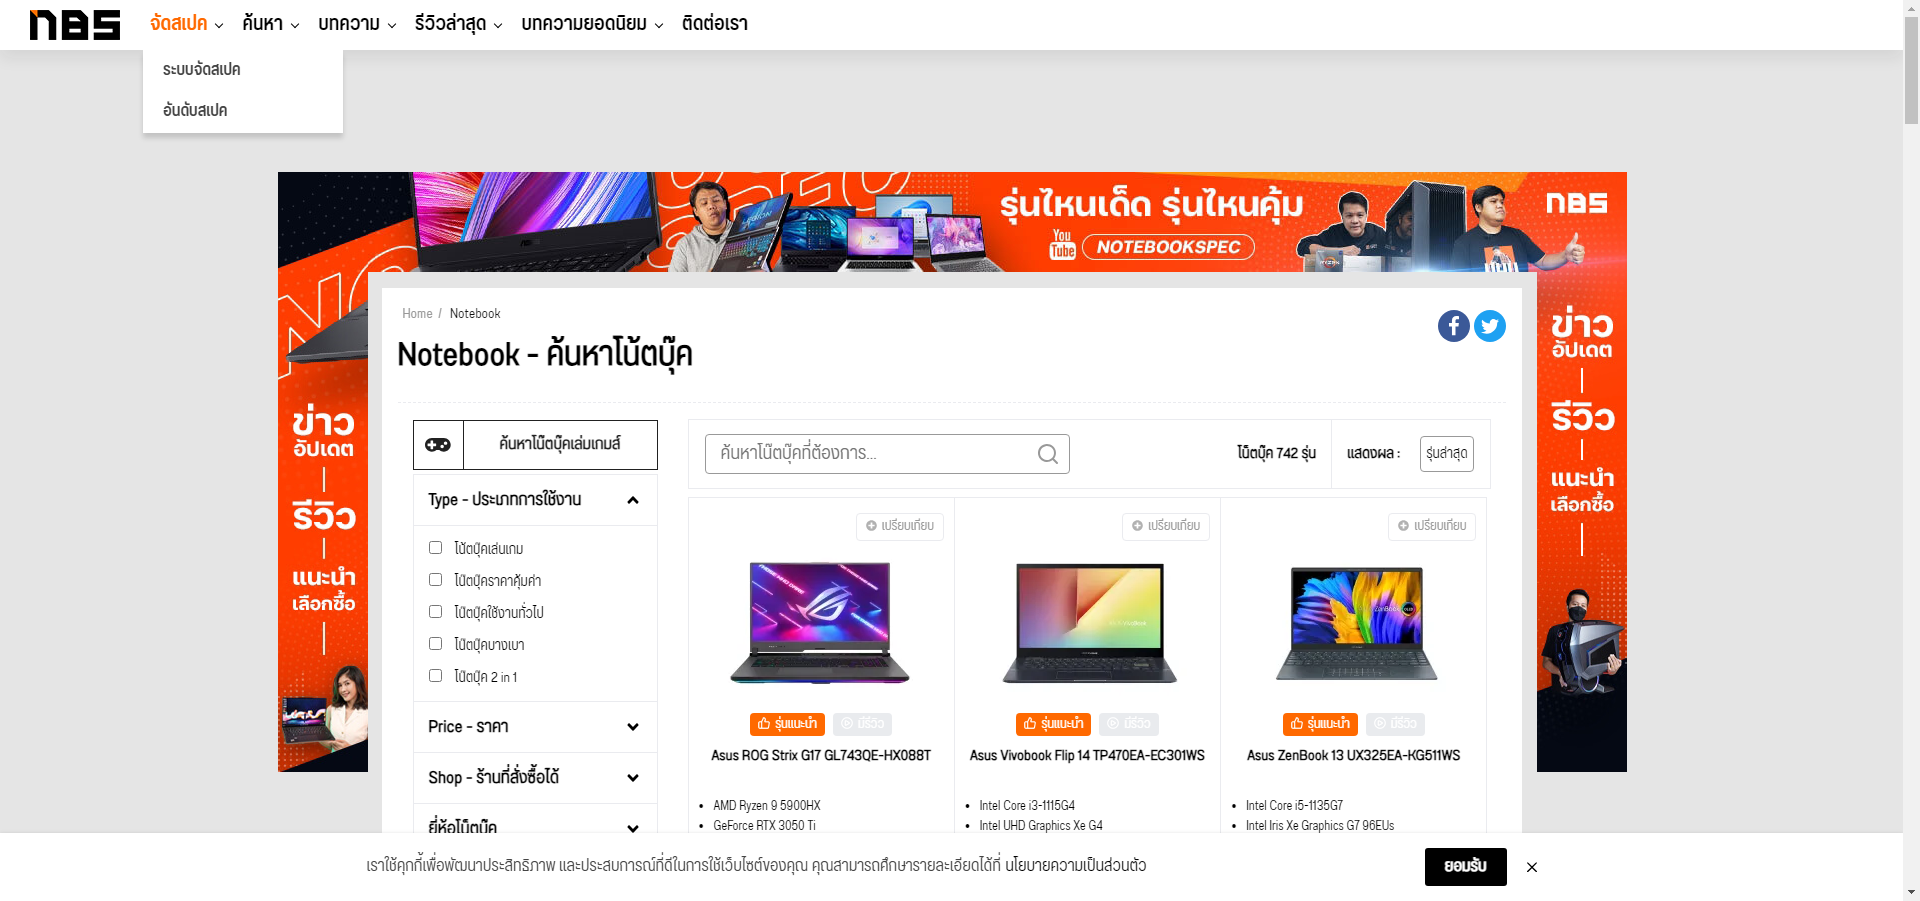 NBS
จัดสเปค
ค้นหา
บทความ
รีวิวล่าสุด
บทความยอดนิยม
ติดต่อเรา
ระบบจัดสเปค
อันดับสเปค
รุ่นไหนเด็ด รุ่นไหนคุ้ม
You Tube NOTEBOOKSPEC
NBS
LEGION
ข่าว
อัปเดต
รีวิว
แนะนำ
เลือกซื้อ
ข่าว
อัปเดต
รีวิว
แนะนำ
เลือกซื้อ
Home / Notebook
Notebook - ค้นหาโน้ตบุ๊ค
ค้นหาโน๊ตบุ๊คเล่มเกมส์
Type - ประเภทการใช้งาน
โน้ตบุ๊คเล่นเกม
โน๊ตบุ๊คราคาคุ้มค่า
โน๊ตบุ๊คใช้งานทั่วไป
โน๊ตบุ๊คบางเบา
โน๊ตบุ๊ค 2 in 1
Price - ราคา
Shop - ร้านที่สั่งซื้อได้
ยี่ห้อโน๊ตบุ๊ค
ค้นหาโน๊ตบุ๊คที่ต้องการ...
โน๊ตบุ๊ค 742 รุ่น
แสดงผล :
รุ่นล่าสุด
เปรียบเทียบ
เปรียบเทียบ
เปรียบเทียบ
รุ่นแนะนำ
มีรีวิว
รุ่นแนะนำ
มีรีวิว
รุ่นแนะนำ
มีรีวิว
Asus ROG Strix G17 GL743QE-HX088T
Asus Vivobook Flip 14 TP470EA-EC301WS
Asus ZenBook 13 UX325EA-KG511WS
AMD Ryzen 9 5900HX
GeForce RTX 3050 Ti
Intel Core i3-1115G4
Intel UHD Graphics Xe G4
Intel Core i5-1135G7
Intel Iris Xe Graphics G7 96EUs
เราใช้คุกกี้เพื่อพัฒนาประสิทธิภาพ และประสบการณ์ที่ดีในการใช้เว็บไซต์ของคุณ คุณสามารถศึกษารายละเอียดได้ที่ นโยบายความเป็นส่วนตัว
ยอมรับ